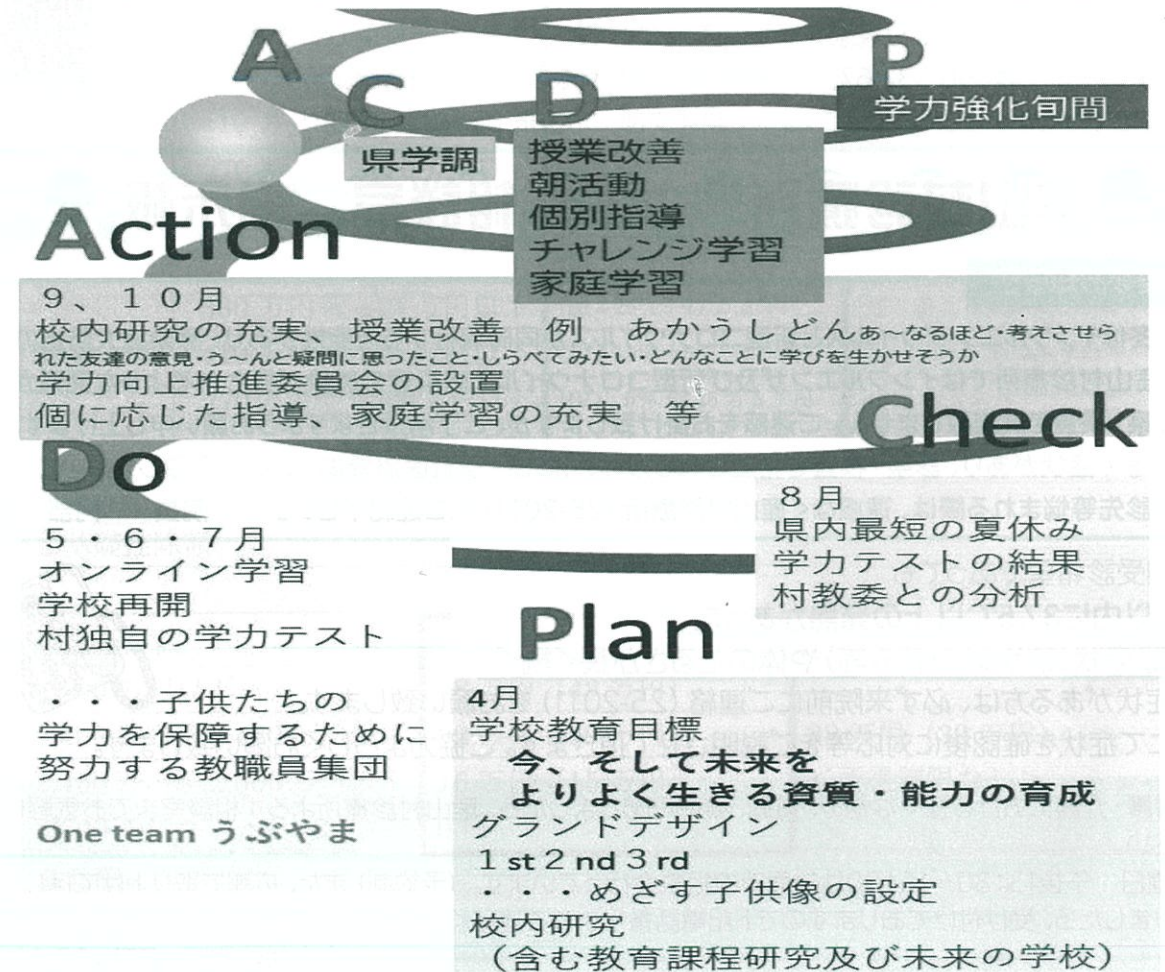 A
C
D
P
学力強化旬間
県学調
授業改善
朝活動
個別指導
チャレンジ学習
家庭学習
Action
9、10月
校内研究の充実、授業改善　例　あかうしどんあ～なるほど・考えさせら
れた友達の意見・う～んと疑問に思ったこと・しらべてみたい・どんなことに学びを生かせそうか
学力向上推進委員会の設置
個に応じた指導、家庭学習の充実　等
Check
8月
県内最短の夏休み
学力テストの結果
村教委との分析
Do
5・6・7月
オンライン学習
学校再開
村独自の学力テスト
・・・子供たちの
学力を保障するために
努力する教職員集団
One team うぶやま
Plan
4月
学校教育目標
今、そして未来を
よりよく生きる資質・能力の育成
グランドデザイン
1st 2nd 3rd
・・・めざす子供像の設定
校内研究
（含む教育課程研究及び未来の学校）